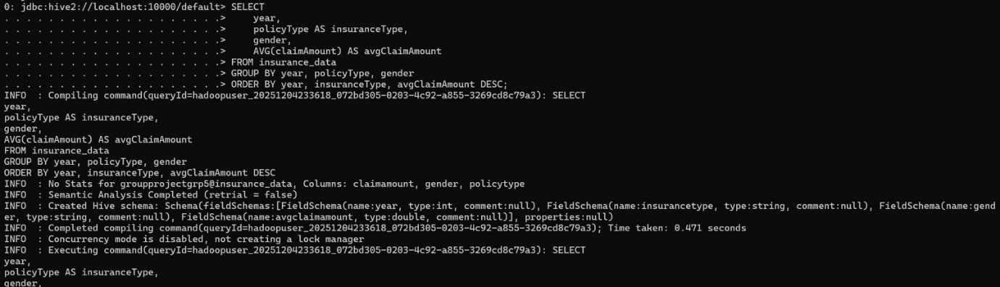 0: jdbc:hive2://localhost:10000/default> SELECT
. . . . . . . . . . . . . . . . . . . .>     year,
. . . . . . . . . . . . . . . . . . . .>     policyType AS insuranceType,
. . . . . . . . . . . . . . . . . . . .>     gender,
. . . . . . . . . . . . . . . . . . . .>     AVG(claimAmount) AS avgClaimAmount
. . . . . . . . . . . . . . . . . . . .> FROM insurance_data
. . . . . . . . . . . . . . . . . . . .> GROUP BY year, policyType, gender
. . . . . . . . . . . . . . . . . . . .> ORDER BY year, insuranceType, avgClaimAmount DESC;
INFO  : Compiling command(queryId=hadoopuser_20251204233618_072bd305-0203-4c92-a855-3269cd8c79a3): SELECT
year,
policyType AS insuranceType,
gender,
AVG(claimAmount) AS avgClaimAmount
FROM insurance_data
GROUP BY year, policyType, gender
ORDER BY year, insuranceType, avgClaimAmount DESC
INFO  : No Stats for groupprojectgrp5@insurance_data, Columns: claimamount, gender, policytype
INFO  : Semantic Analysis Completed (retrial = false)
INFO  : Created Hive schema: Schema(fieldSchemas:[FieldSchema(name:year, type:int, comment:null), FieldSchema(name:insurancetype, type:string, comment:null), FieldSchema(name:gend
er, type:string, comment:null), FieldSchema(name:avgclaimamount, type:double, comment:null)], properties:null)
INFO  : Completed compiling command(queryId=hadoopuser_20251204233618_072bd305-0203-4c92-a855-3269cd8c79a3); Time taken: 0.471 seconds
INFO  : Concurrency mode is disabled, not creating a lock manager
INFO  : Executing command(queryId=hadoopuser_20251204233618_072bd305-0203-4c92-a855-3269cd8c79a3): SELECT
year,
policyType AS insuranceType,
gender,